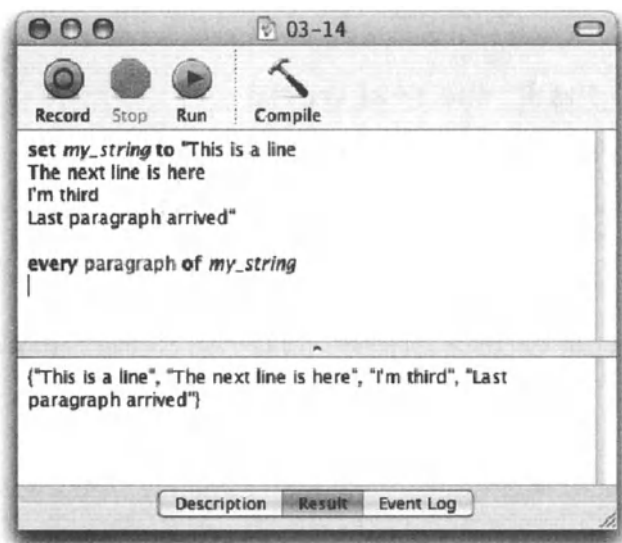 03-14
Record Stop Run Compile
set my_string to "This is a line
The next line is here
I'm third
Last paragraph arrived"
every paragraph of my_string
{"This is a line", "The next line is here", "I'm third", "Last
paragraph arrived"}
Description Result Event Log